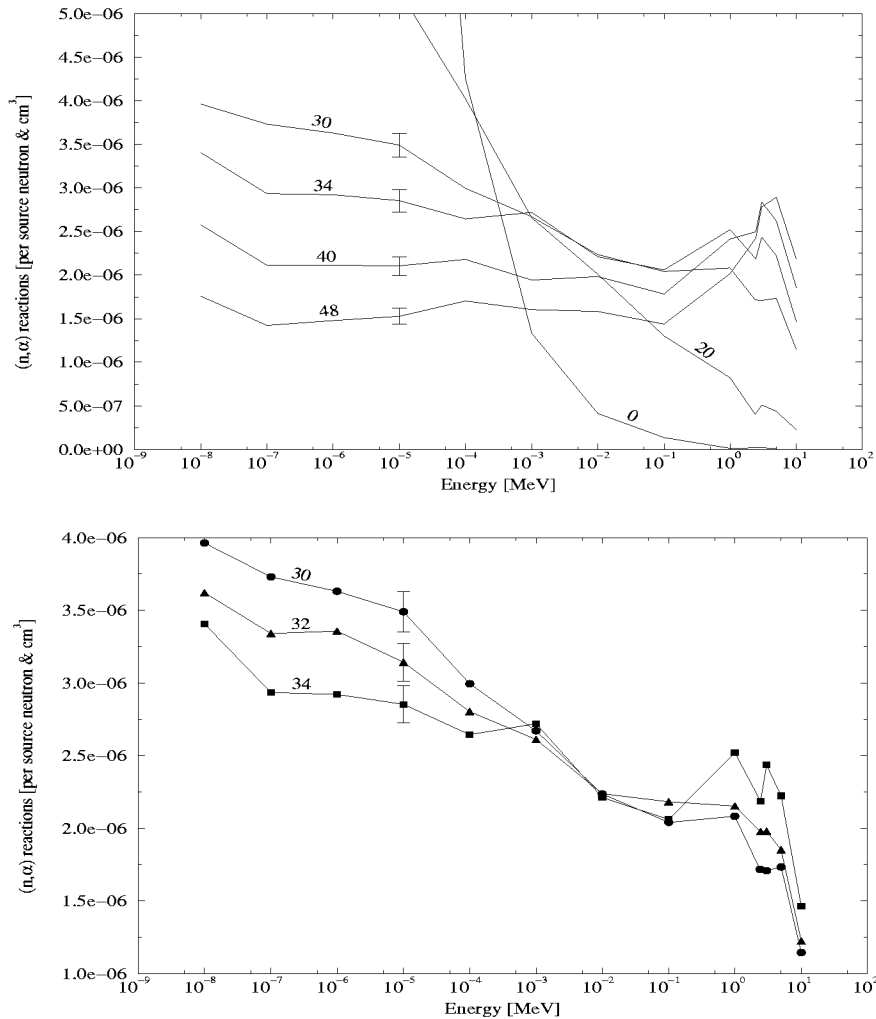 5.0e−06
4.5e−06
4.0e−06
3.5e−06
3.0e−06
2.5e−06
2.0e−06
1.5e−06
1.0e−06
5.0e−07
0.0e+00
(n,α) reactions [per source neutron & cm³]
30
34
40
48
20
0
10⁻⁹ 10⁻⁸ 10⁻⁷ 10⁻⁶ 10⁻⁵ 10⁻⁴ 10⁻³ 10⁻² 10⁻¹ 10⁰ 10¹ 10²
Energy [MeV]
4.0e−06
3.5e−06
3.0e−06
2.5e−06
2.0e−06
1.5e−06
1.0e−06
(n,α) reactions [per source neutron & cm³]
30
32
34
10⁻⁹ 10⁻⁸ 10⁻⁷ 10⁻⁶ 10⁻⁵ 10⁻⁴ 10⁻³ 10⁻² 10⁻¹ 10⁰ 10¹ 10²
Energy [MeV]